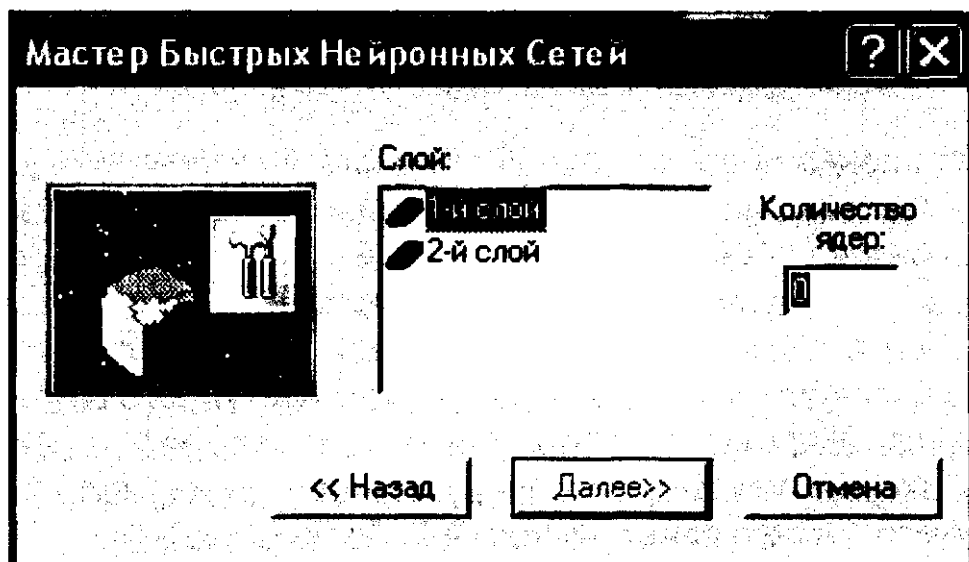 Мастер Быстрых Нейронных Сетей
Слой:
1-й слой
2-й слой
Количество
ядер:
0
<< Назад
Далее>>
Отмена